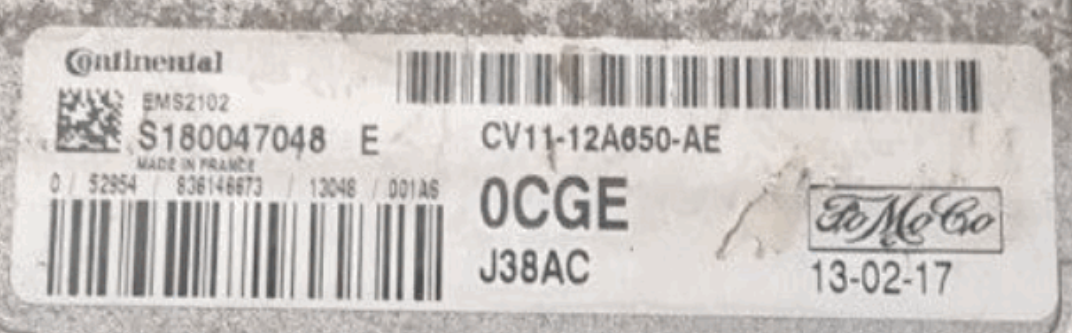 Continental
EMS2102
S180047048 E
MADE IN FRANCE
0 / 52954 / 836146673 / 13048 / 001A6
CV11-12A650-AE
0CGE
J38AC
FoMoCo
13-02-17